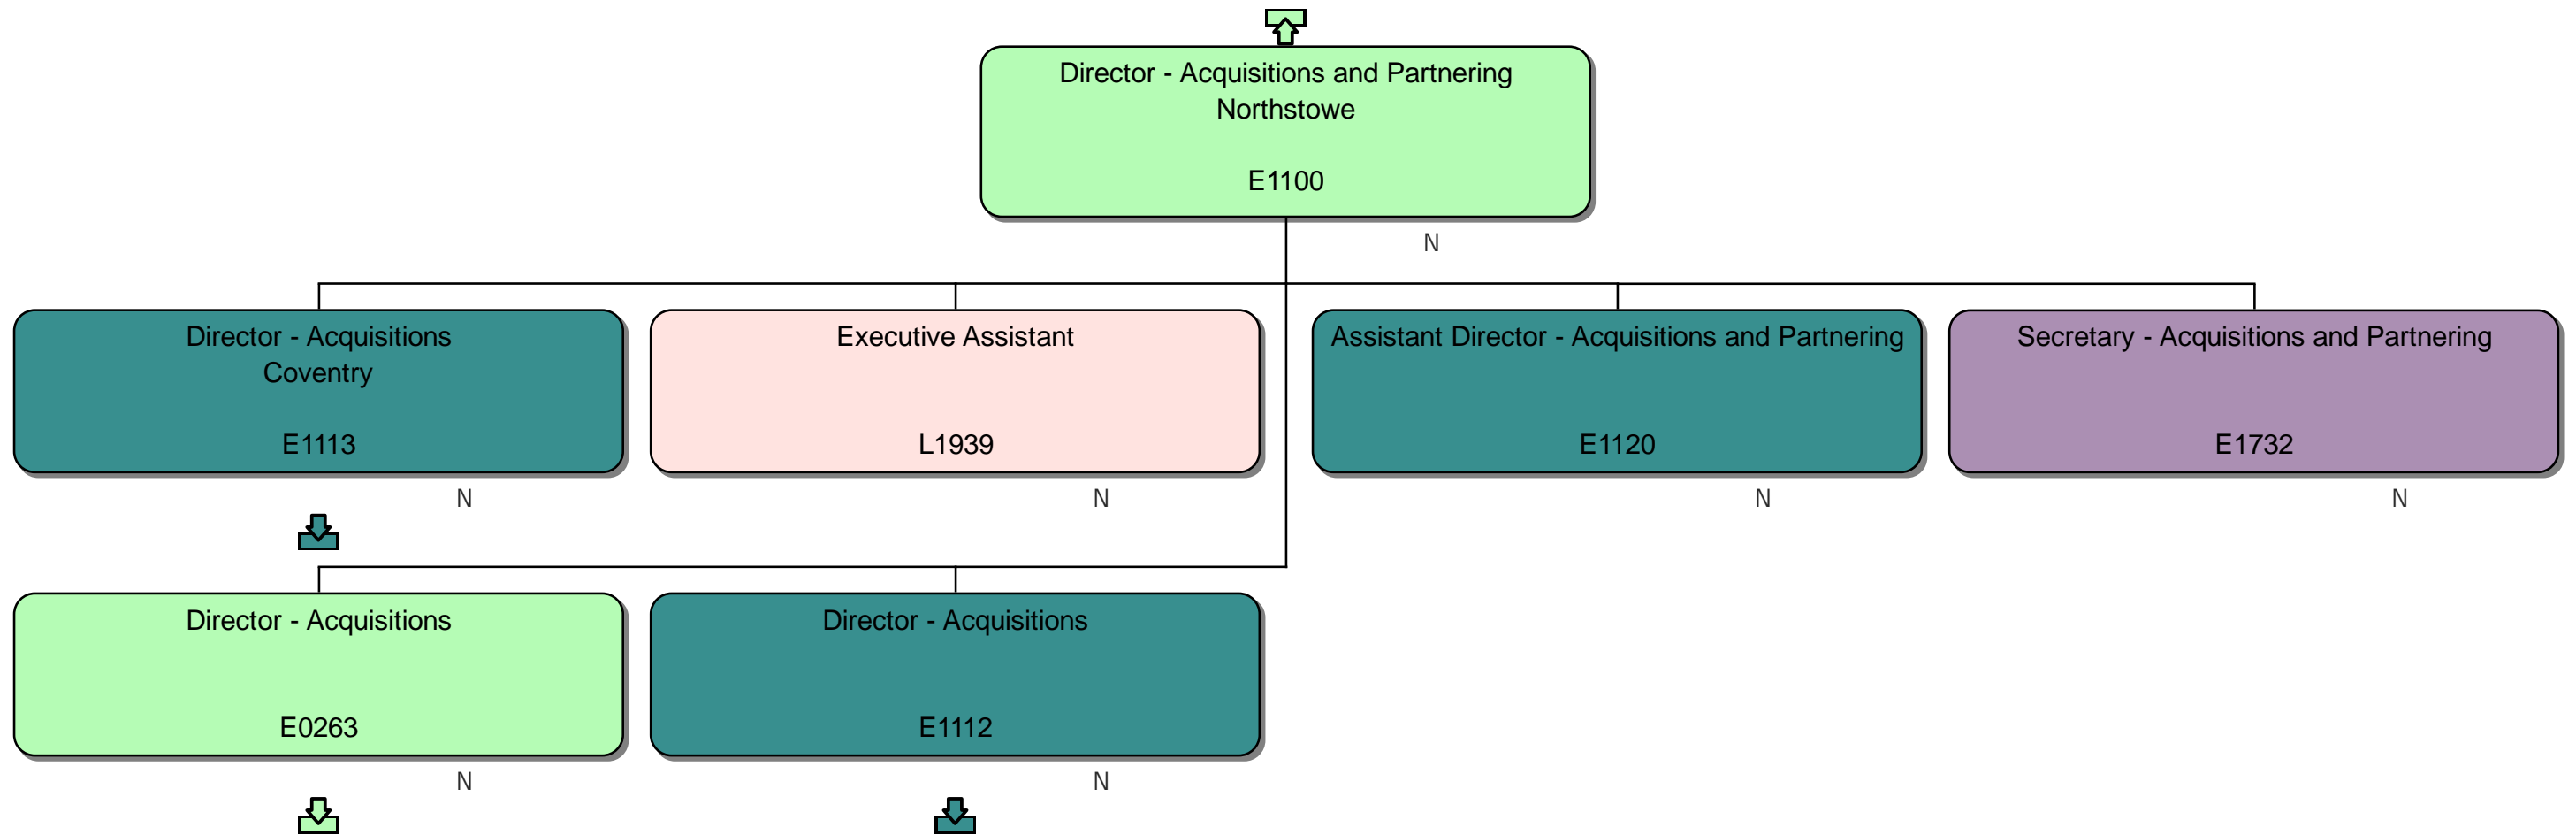 Director - Acquisitions and Partnering
Northstowe
E1100
N
Director - Acquisitions
Coventry
E1113
N
Executive Assistant
L1939
N
Assistant Director - Acquisitions and Partnering
E1120
N
Secretary - Acquisitions and Partnering
E1732
N
Director - Acquisitions
E0263
N
Director - Acquisitions
E1112
N